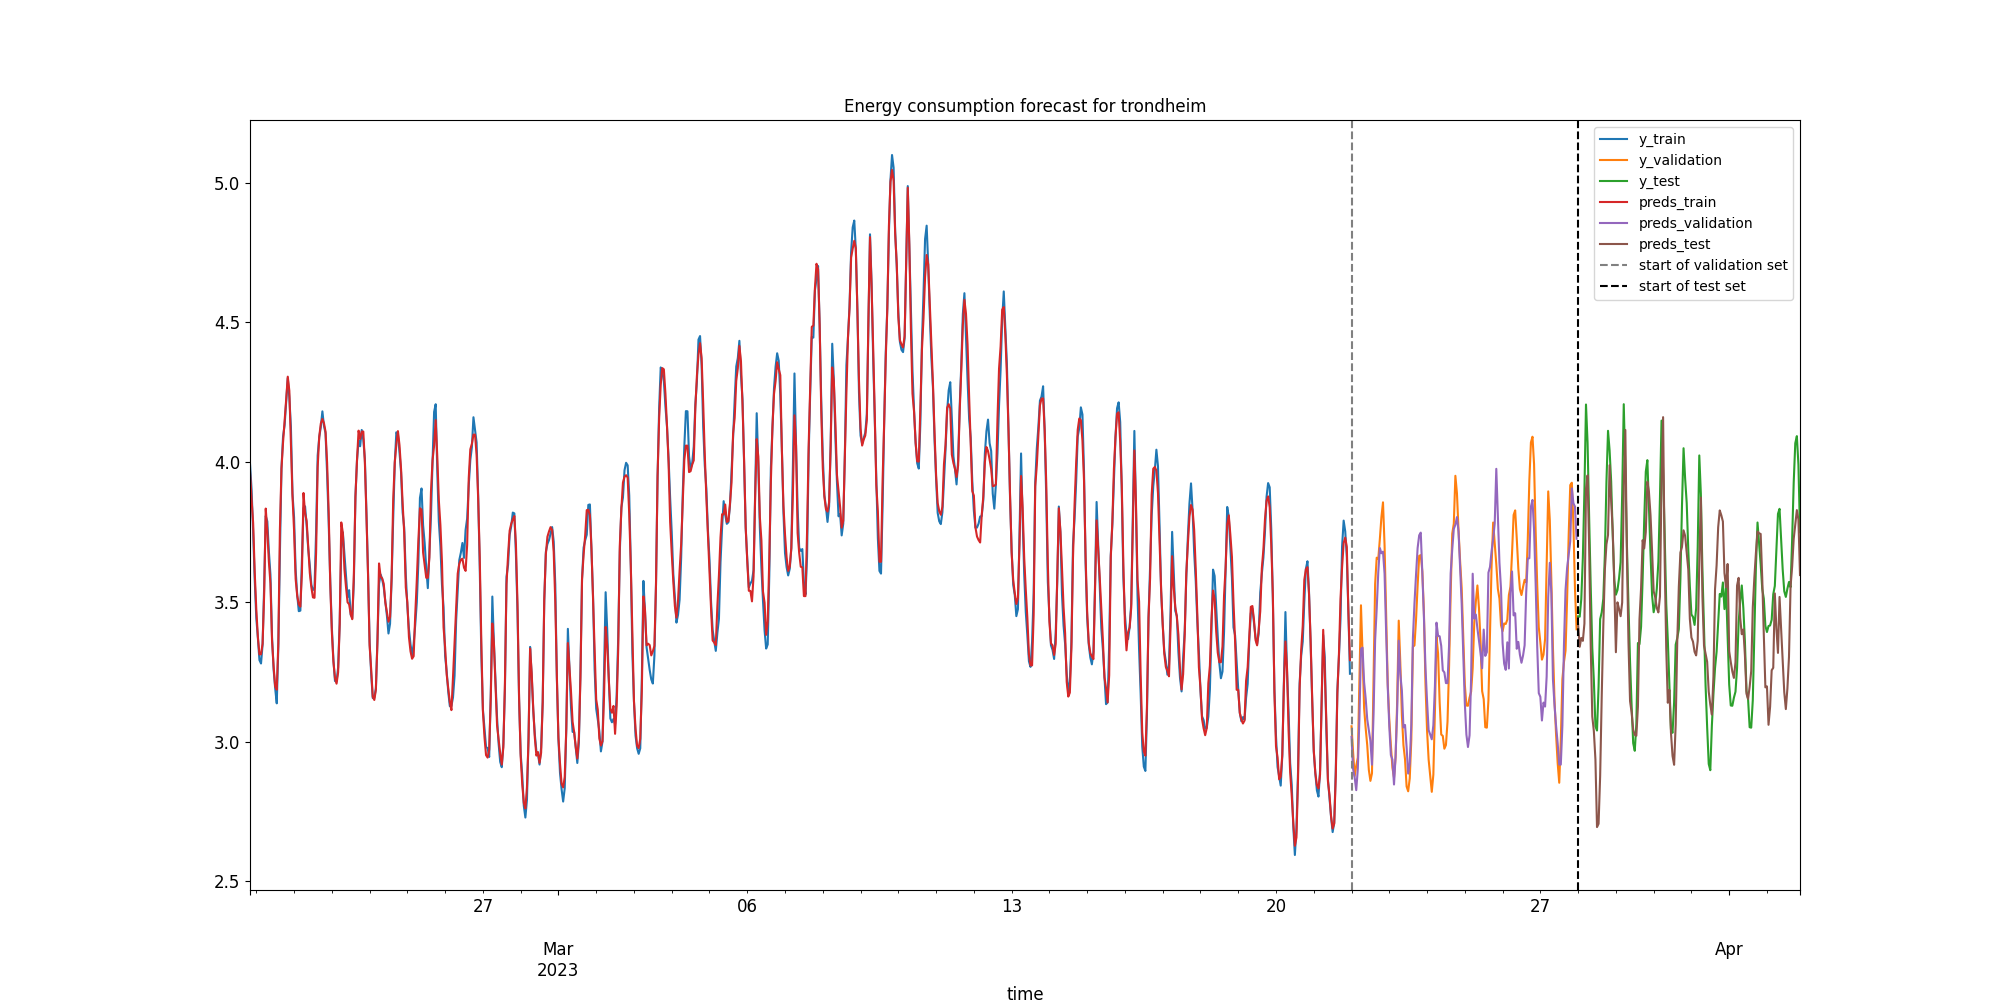 Energy consumption forecast for trondheim
y_train
y_validation
y_test
preds_train
preds_validation
preds_test
start of validation set
start of test set
5.0
4.5
4.0
3.5
3.0
2.5
27
06
13
20
27
Mar
2023
Apr
time